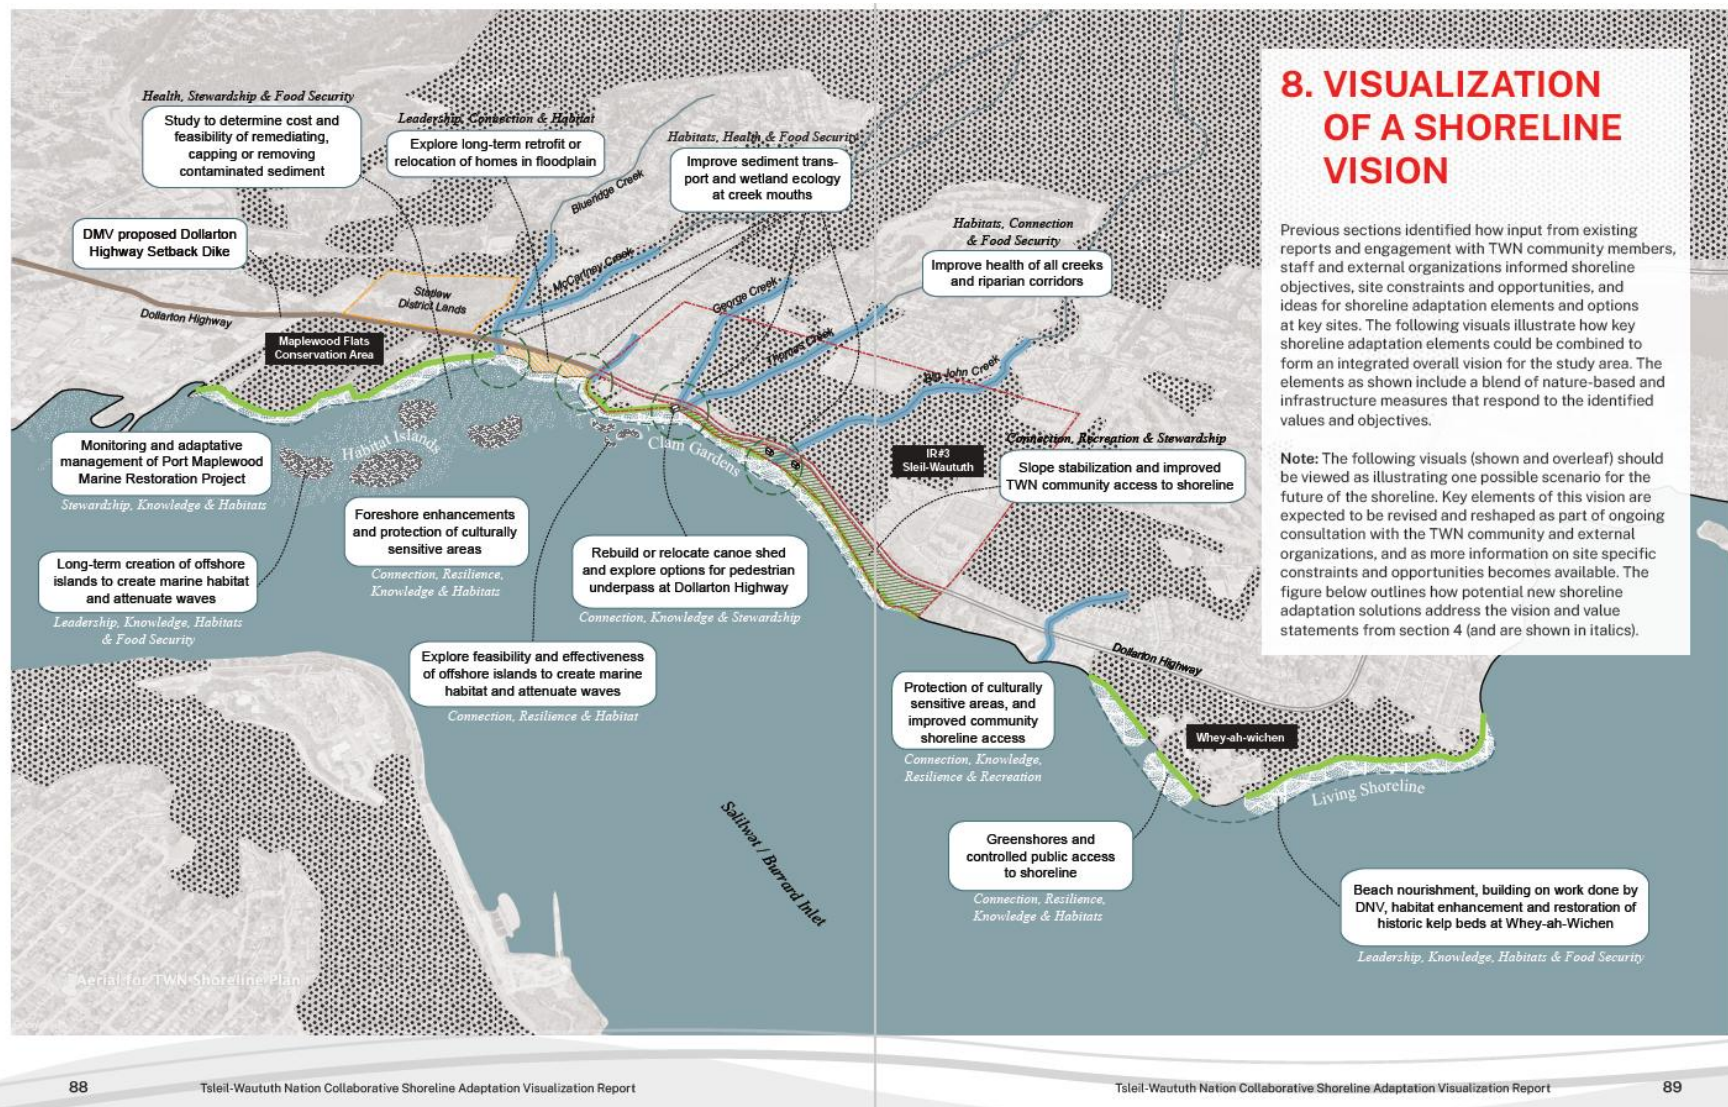 Health, Stewardship & Food Security
Study to determine cost and
feasibility of remediating,
capping or removing
contaminated sediment
Leadership, Connection & Habitat
Explore long-term retrofit or
relocation of homes in floodplain
Habitats, Health & Food Security
Improve sediment trans-
port and wetland ecology
at creek mouths
DMV proposed Dollarton
Highway Setback Dike
Habitats, Connection
& Food Security
Improve health of all creeks
and riparian corridors
Blueridge Creek
McCartney Creek
George Creek
Thomas Creek
Big John Creek
Statlew
District Lands
Dollarton Highway
Maplewood Flats
Conservation Area
Habitat Islands
Clam Gardens
IR#3
Sleil-Waututh
Connection, Recreation & Stewardship
Slope stabilization and improved
TWN community access to shoreline
Monitoring and adaptive
management of Port Maplewood
Marine Restoration Project
Stewardship, Knowledge & Habitats
Long-term creation of offshore
islands to create marine habitat
and attenuate waves
Leadership, Knowledge, Habitats
& Food Security
Foreshore enhancements
and protection of culturally
sensitive areas
Connection, Resilience,
Knowledge & Habitats
Rebuild or relocate canoe shed
and explore options for pedestrian
underpass at Dollarton Highway
Connection, Knowledge & Stewardship
Explore feasibility and effectiveness
of offshore islands to create marine
habitat and attenuate waves
Connection, Resilience & Habitat
Dollarton Highway
Protection of culturally
sensitive areas, and
improved community
shoreline access
Connection, Knowledge,
Resilience & Recreation
Whey-ah-wichen
Living Shoreline
Səlilwət / Burrard Inlet
Greenshores and
controlled public access
to shoreline
Connection, Resilience,
Knowledge & Habitats
Beach nourishment, building on work done by
DNV, habitat enhancement and restoration of
historic kelp beds at Whey-ah-Wichen
Leadership, Knowledge, Habitats & Food Security
Aerial for TWN Shoreline Plan
8. VISUALIZATION
OF A SHORELINE
VISION
Previous sections identified how input from existing
reports and engagement with TWN community members,
staff and external organizations informed shoreline
objectives, site constraints and opportunities, and
ideas for shoreline adaptation elements and options
at key sites. The following visuals illustrate how key
shoreline adaptation elements could be combined to
form an integrated overall vision for the study area. The
elements as shown include a blend of nature-based and
infrastructure measures that respond to the identified
values and objectives.
Note: The following visuals (shown and overleaf) should
be viewed as illustrating one possible scenario for the
future of the shoreline. Key elements of this vision are
expected to be revised and reshaped as part of ongoing
consultation with the TWN community and external
organizations, and as more information on site specific
constraints and opportunities becomes available. The
figure below outlines how potential new shoreline
adaptation solutions address the vision and value
statements from section 4 (and are shown in italics).
88
Tsleil-Waututh Nation Collaborative Shoreline Adaptation Visualization Report
Tsleil-Waututh Nation Collaborative Shoreline Adaptation Visualization Report
89